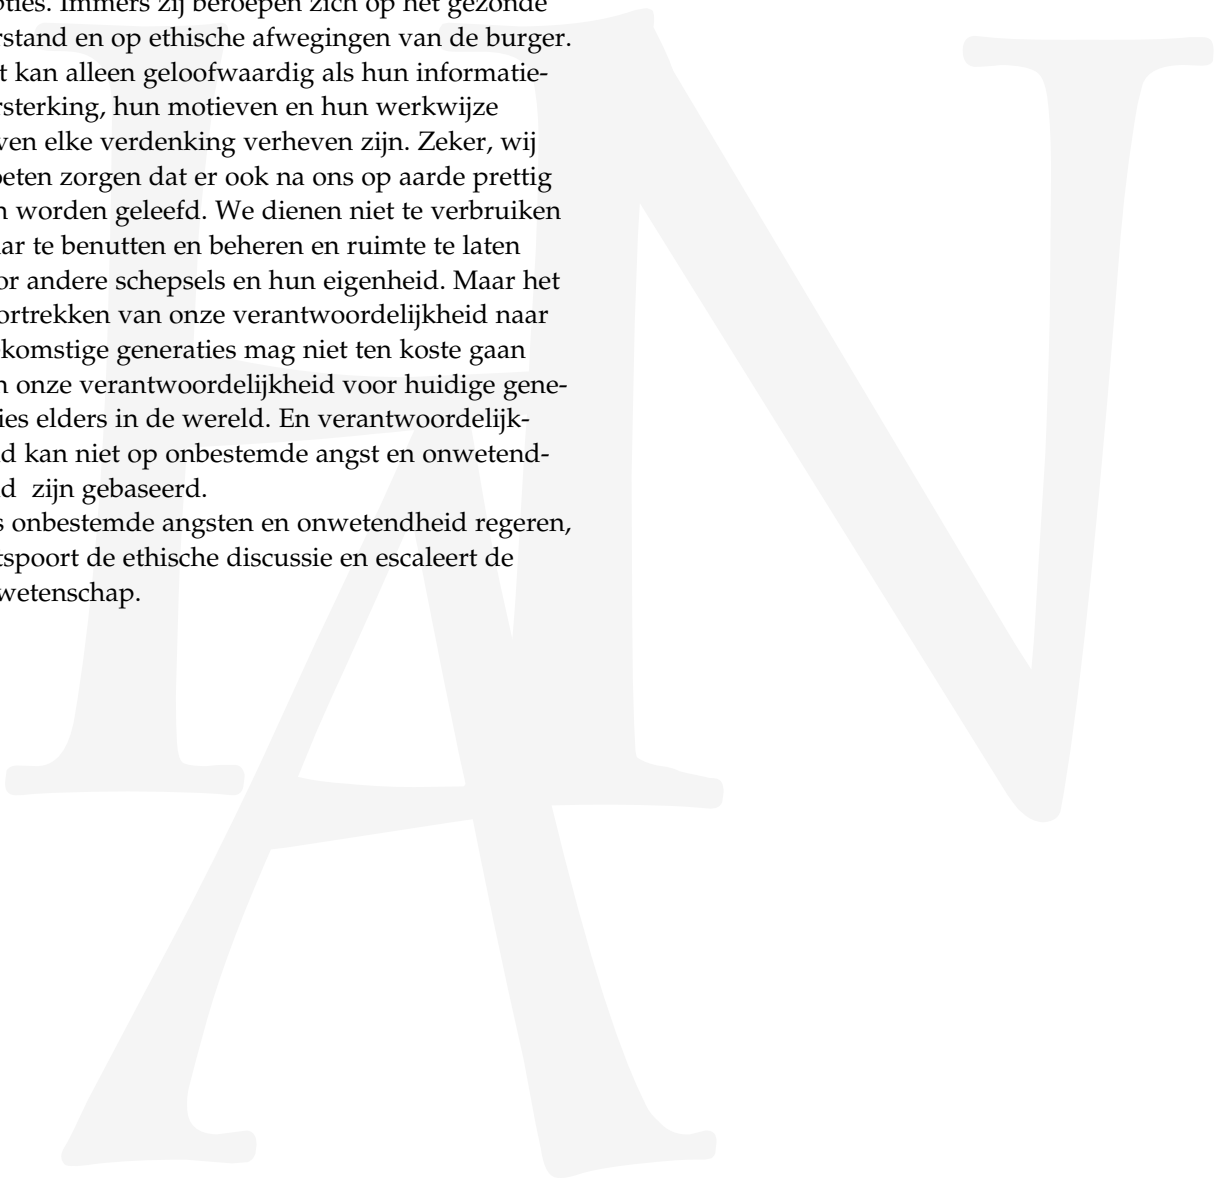 pties. Immers zij beroepen zich op het gezonde
rstand en op ethische afwegingen van de burger.
t kan alleen geloofwaardig als hun informatie-
rsterking, hun motieven en hun werkwijze
ven elke verdenking verheven zijn. Zeker, wij
oeten zorgen dat er ook na ons op aarde prettig
n worden geleefd. We dienen niet te verbruiken
ar te benutten en beheren en ruimte te laten
or andere schepsels en hun eigenheid. Maar het
ortrekken van onze verantwoordelijkheid naar
komstige generaties mag niet ten koste gaan
n onze verantwoordelijkheid voor huidige gene-
ies elders in de wereld. En verantwoordelijk-
d kan niet op onbestemde angst en onwetend-
d zijn gebaseerd.
s onbestemde angsten en onwetendheid regeren,
tspoort de ethische discussie en escaleert de
wetenschap.
HAN